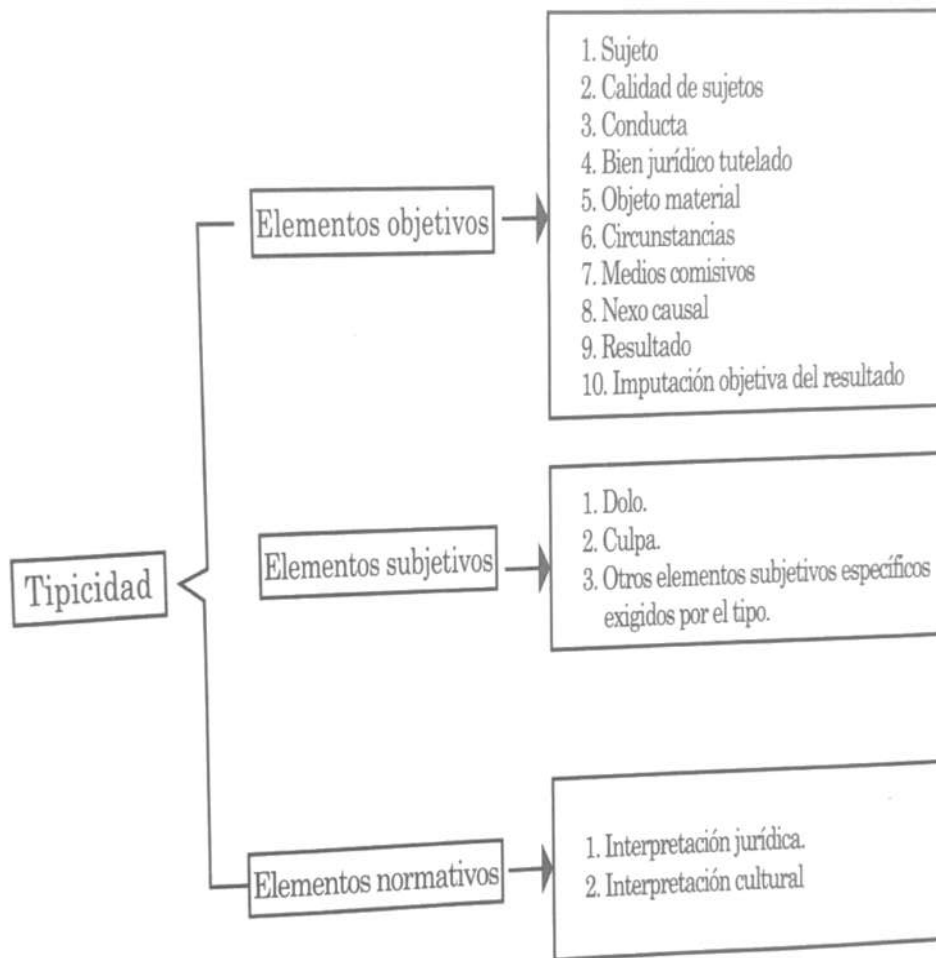 Tipicidad
Elementos objetivos
1. Sujeto
2. Calidad de sujetos
3. Conducta
4. Bien jurídico tutelado
5. Objeto material
6. Circunstancias
7. Medios comisivos
8. Nexo causal
9. Resultado
10. Imputación objetiva del resultado
Elementos subjetivos
1. Dolo.
2. Culpa.
3. Otros elementos subjetivos específicos
exigidos por el tipo.
Elementos normativos
1. Interpretación jurídica.
2. Interpretación cultural